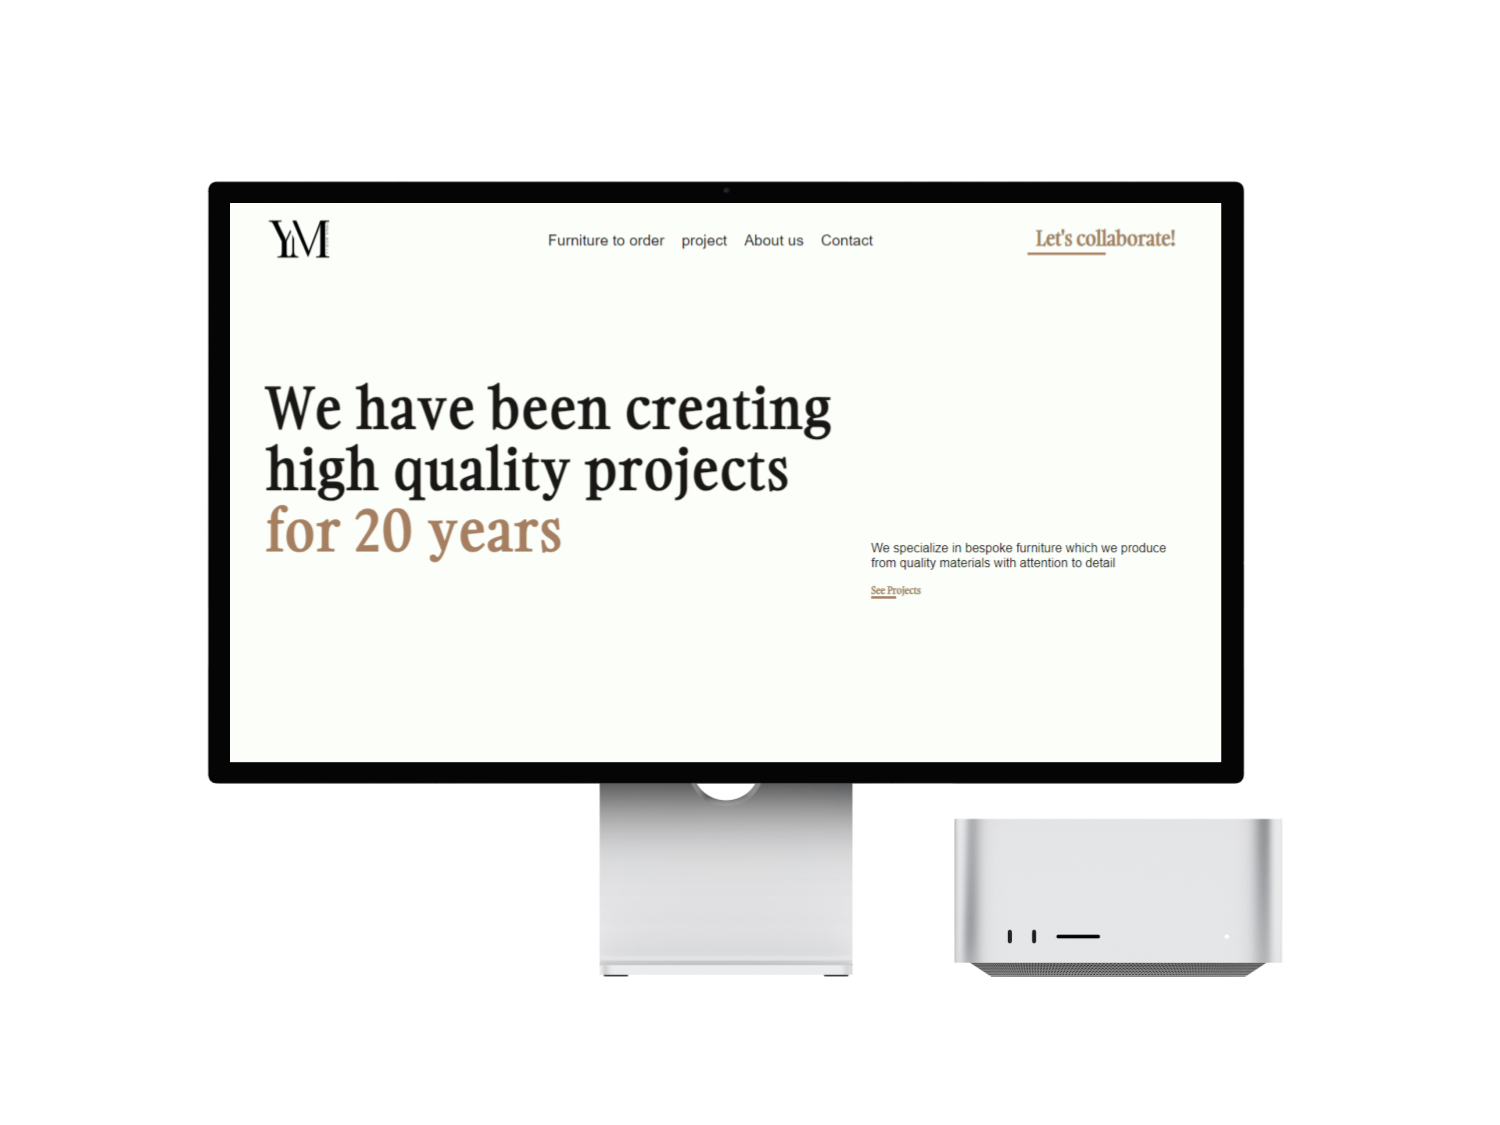 YM
Furniture to order project About us Contact
Let's collaborate!
We have been creating
high quality projects
for 20 years
We specialize in bespoke furniture which we produce
from quality materials with attention to detail
See Projects